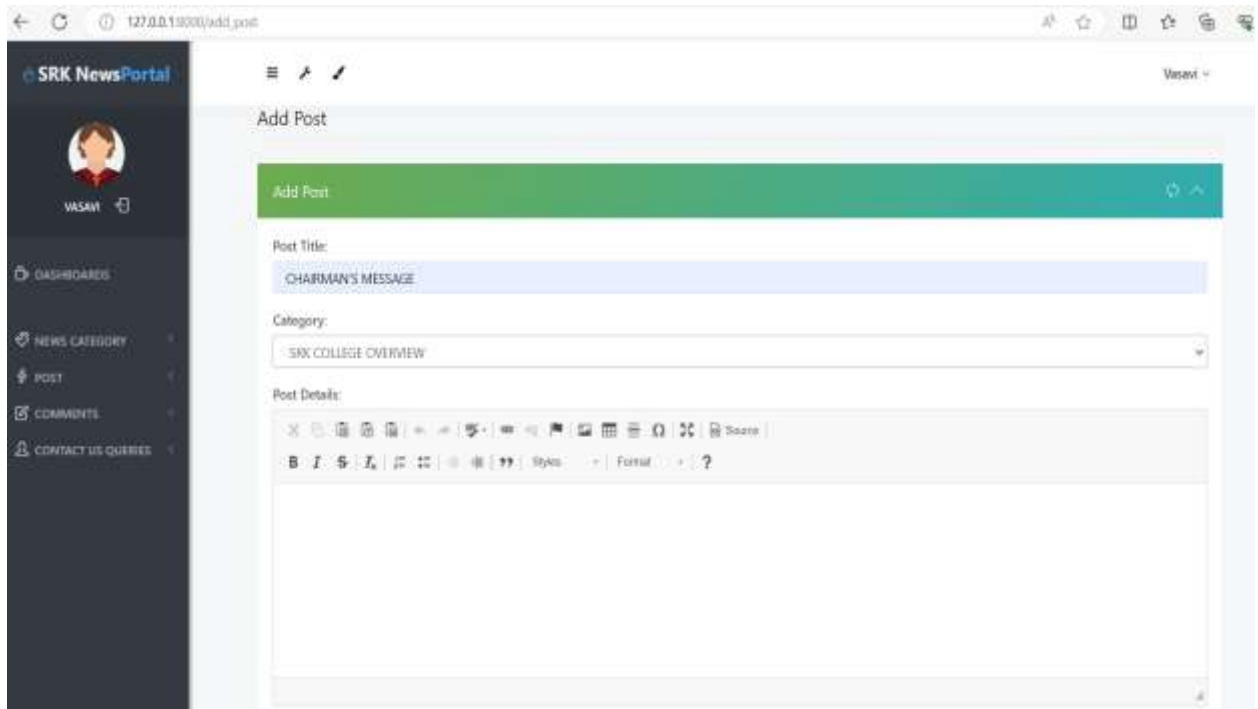 127.0.0.1:8000/add_post
SRK NewsPortal
Vasavi
Add Post
VASAVI
Add Post
Post Title:
CHAIRMAN'S MESSAGE
DASHBOARDS
Category:
NEWS CATEGORY
SRK COLLEGE OVERVIEW
POST
Post Details:
COMMENTS
Source
CONTACT US QUERIES
B I S Ix Styles Format ?